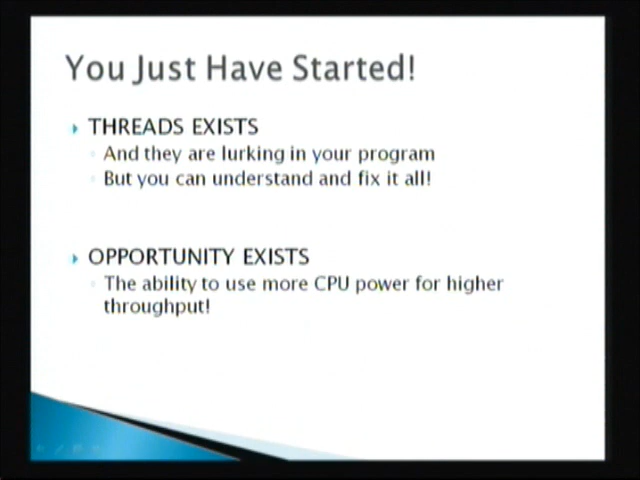 You Just Have Started!
THREADS EXISTS
And they are lurking in your program
But you can understand and fix it all!
OPPORTUNITY EXISTS
The ability to use more CPU power for higher
throughput!